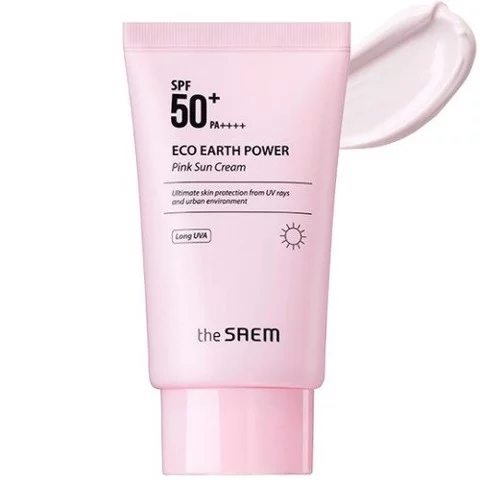 SPF
50+
PA++++
ECO EARTH POWER
Pink Sun Cream
Ultimate skin protection from UV rays
and urban environment
Long UVA
the SAEM